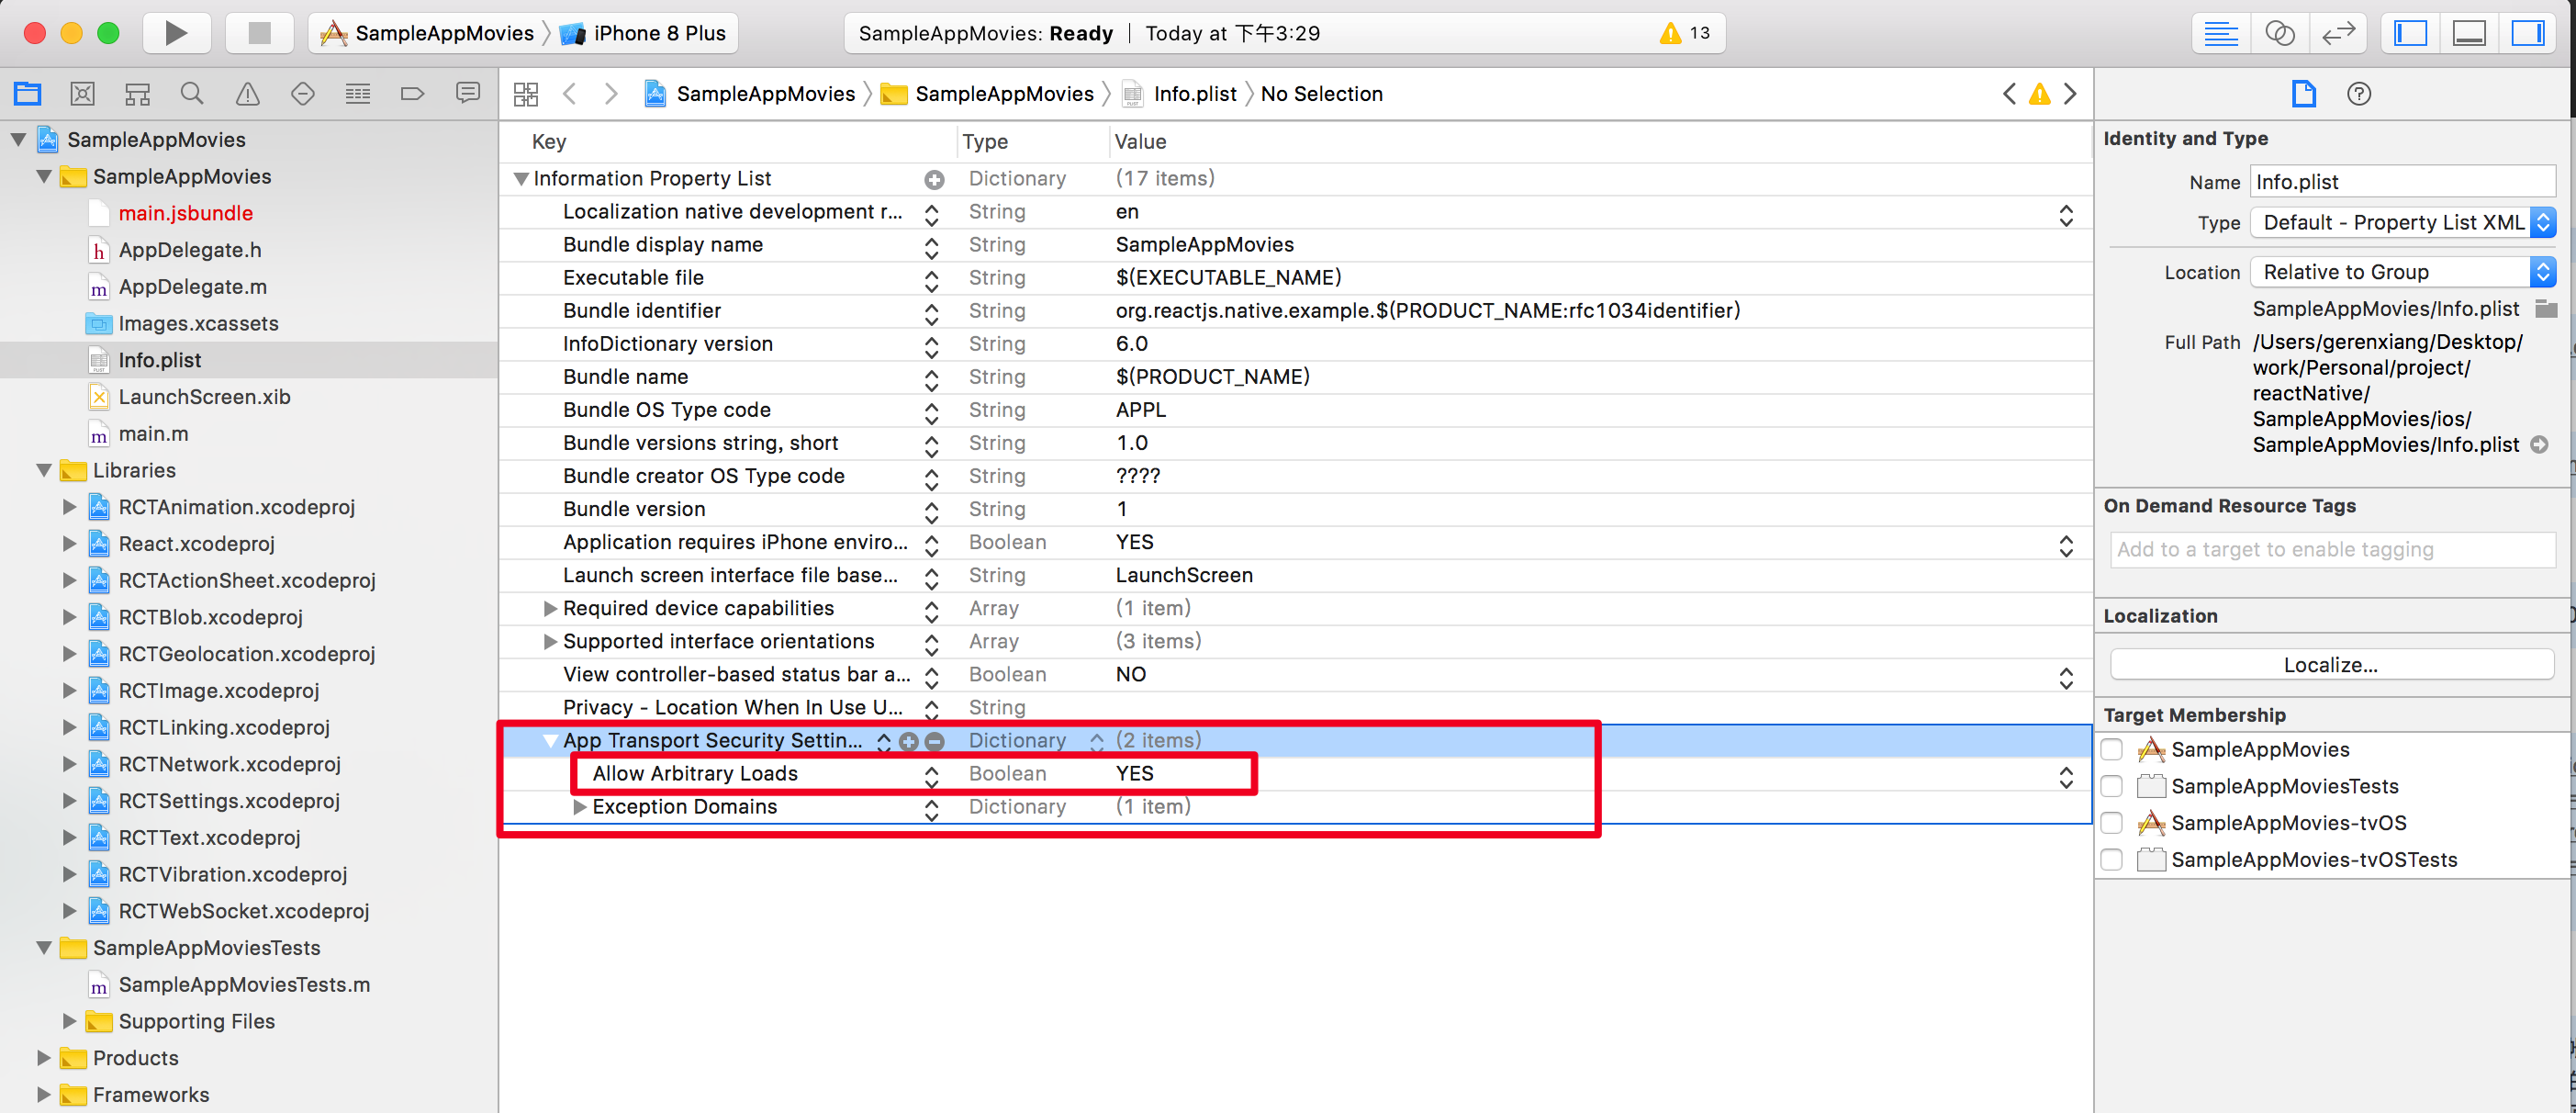 SampleAppMovies iPhone 8 Plus
SampleAppMovies: Ready Today at 下午3:29 13
SampleAppMovies SampleAppMovies Info.plist No Selection
SampleAppMovies
SampleAppMovies
main.jsbundle
AppDelegate.h
AppDelegate.m
Images.xcassets
Info.plist
LaunchScreen.xib
main.m
Libraries
RCTAnimation.xcodeproj
React.xcodeproj
RCTActionSheet.xcodeproj
RCTBlob.xcodeproj
RCTGeolocation.xcodeproj
RCTImage.xcodeproj
RCTLinking.xcodeproj
RCTNetwork.xcodeproj
RCTSettings.xcodeproj
RCTText.xcodeproj
RCTVibration.xcodeproj
RCTWebSocket.xcodeproj
SampleAppMoviesTests
SampleAppMoviesTests.m
Supporting Files
Products
Frameworks
Key Type Value
Information Property List Dictionary (17 items)
Localization native development r... String en
Bundle display name String SampleAppMovies
Executable file String $(EXECUTABLE_NAME)
Bundle identifier String org.reactjs.native.example.$(PRODUCT_NAME:rfc1034identifier)
InfoDictionary version String 6.0
Bundle name String $(PRODUCT_NAME)
Bundle OS Type code String APPL
Bundle versions string, short String 1.0
Bundle creator OS Type code String ????
Bundle version String 1
Application requires iPhone enviro... Boolean YES
Launch screen interface file base... String LaunchScreen
Required device capabilities Array (1 item)
Supported interface orientations Array (3 items)
View controller-based status bar a... Boolean NO
Privacy - Location When In Use U... String
App Transport Security Settin... Dictionary (2 items)
Allow Arbitrary Loads Boolean YES
Exception Domains Dictionary (1 item)
Identity and Type
Name Info.plist
Type Default - Property List XML
Location Relative to Group
SampleAppMovies/Info.plist
Full Path /Users/gerenxiang/Desktop/
work/Personal/project/
reactNative/
SampleAppMovies/ios/
SampleAppMovies/Info.plist
On Demand Resource Tags
Add to a target to enable tagging
Localization
Localize...
Target Membership
SampleAppMovies
SampleAppMoviesTests
SampleAppMovies-tvOS
SampleAppMovies-tvOSTests